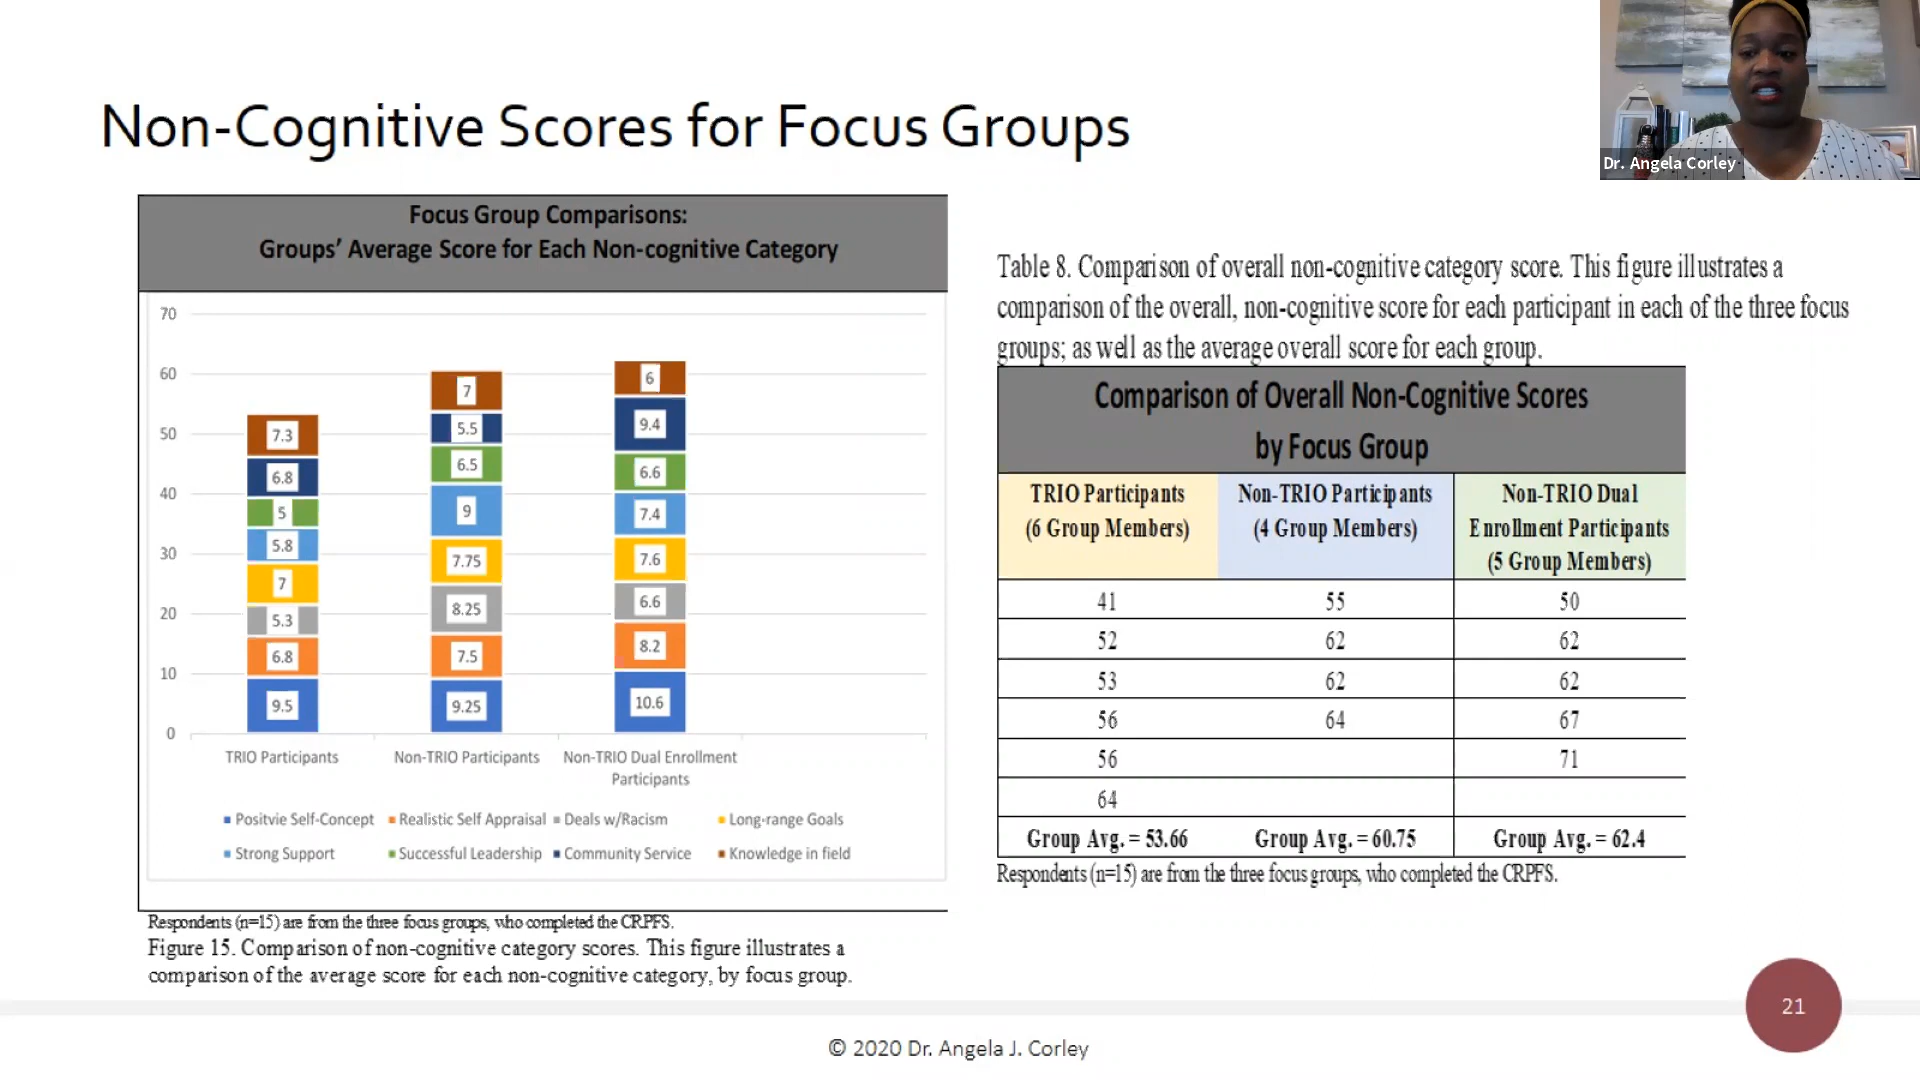 Non-Cognitive Scores for Focus Groups
Dr. Angela Corley
Focus Group Comparisons:
Groups' Average Score for Each Non-cognitive Category
70
60
50
40
30
20
10
0
7.3
6.8
5
5.8
7
5.3
6.8
9.5
7
5.5
6.5
9
7.75
8.25
7.5
9.25
6
9.4
6.6
7.4
7.6
6.6
8.2
10.6
TRIO Participants
Non-TRIO Participants
Non-TRIO Dual Enrollment
Participants
Positvie Self-Concept Realistic Self Appraisal Deals w/Racism Long-range Goals
Strong Support Successful Leadership Community Service Knowledge in field
Respondents (n=15) are from the three focus groups, who completed the CRPFS.
Figure 15. Comparison of non-cognitive category scores. This figure illustrates a
comparison of the average score for each non-cognitive category, by focus group.
Table 8. Comparison of overall non-cognitive category score. This figure illustrates a
comparison of the overall, non-cognitive score for each participant in each of the three focus
groups; as well as the average overall score for each group.
Comparison of Overall Non-Cognitive Scores
by Focus Group
TRIO Participants
(6 Group Members)
Non-TRIO Participants
(4 Group Members)
Non-TRIO Dual
Enrollment Participants
(5 Group Members)
41 55 50
52 62 62
53 62 62
56 64 67
56 71
64
Group Avg. = 53.66 Group Avg. = 60.75 Group Avg. = 62.4
Respondents (n=15) are from the three focus groups, who completed the CRPFS.
21
© 2020 Dr. Angela J. Corley